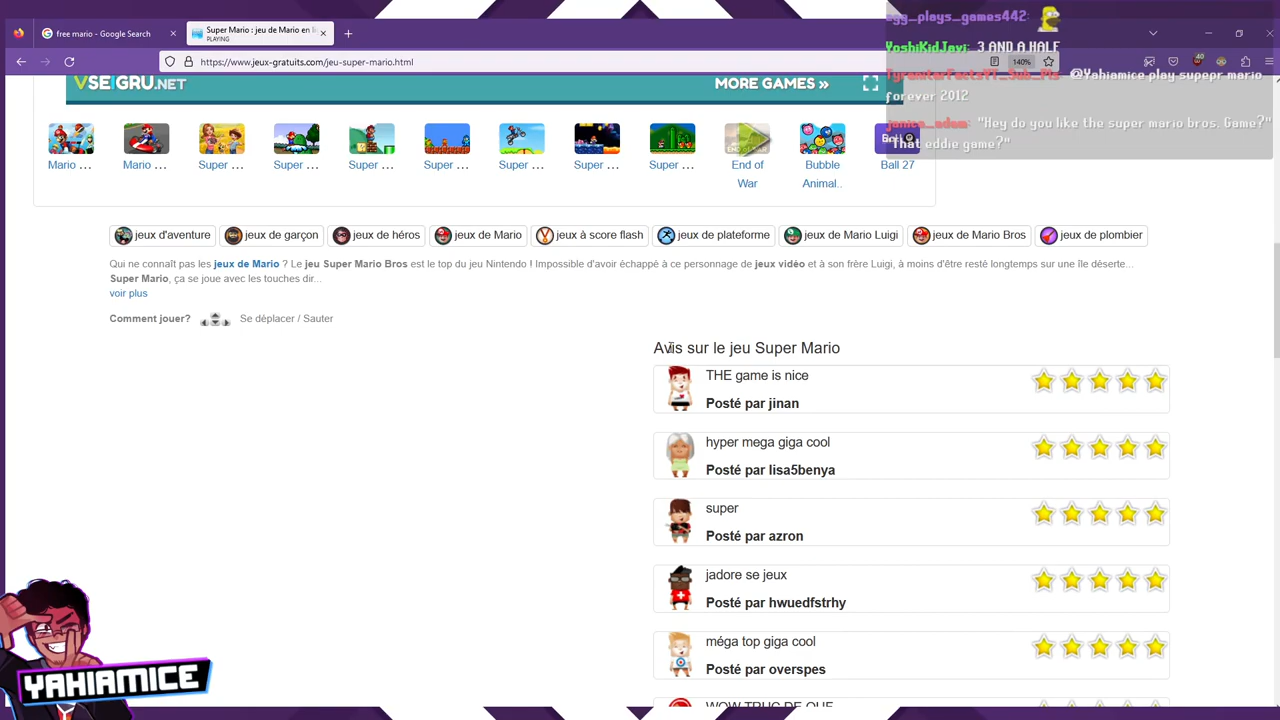 free mario - Google Search
Super Mario : jeu de Mario en li
PLAYING
https://www.jeux-gratuits.com/jeu-super-mario.html
140%
40
egg_plays_games442:
YoshiKidJayi: 3 AND A HALF
TyranitarFactsYT_Sub_Pls @Yahiamice play supepr mario
forever 2012
janice_adam: "Hey do you like the super mario bros. Game?"
"That eddie game?"
VSEIGRU.NET
MORE GAMES »
Mario ...
Mario ...
Super ...
Super ...
Super ...
Super ...
Super ...
Super ...
Super ...
End of
War
Bubble
Animal..
Ball 27
jeux d'aventure
jeux de garçon
jeux de héros
jeux de Mario
jeux à score flash
jeux de plateforme
jeux de Mario Luigi
jeux de Mario Bros
jeux de plombier
Qui ne connaît pas les jeux de Mario ? Le jeu Super Mario Bros est le top du jeu Nintendo ! Impossible d'avoir échappé à ce personnage de jeux vidéo et à son frère Luigi, à moins d'être resté longtemps sur une île déserte...
Super Mario, ça se joue avec les touches dir...
voir plus
Comment jouer? Se déplacer / Sauter
Avis sur le jeu Super Mario
THE game is nice
Posté par jinan
hyper mega giga cool
Posté par lisa5benya
super
Posté par azron
jadore se jeux
Posté par hwuedfstrhy
méga top giga cool
Posté par overspes
WOW TRUC DE OUF
YAHIAMICE